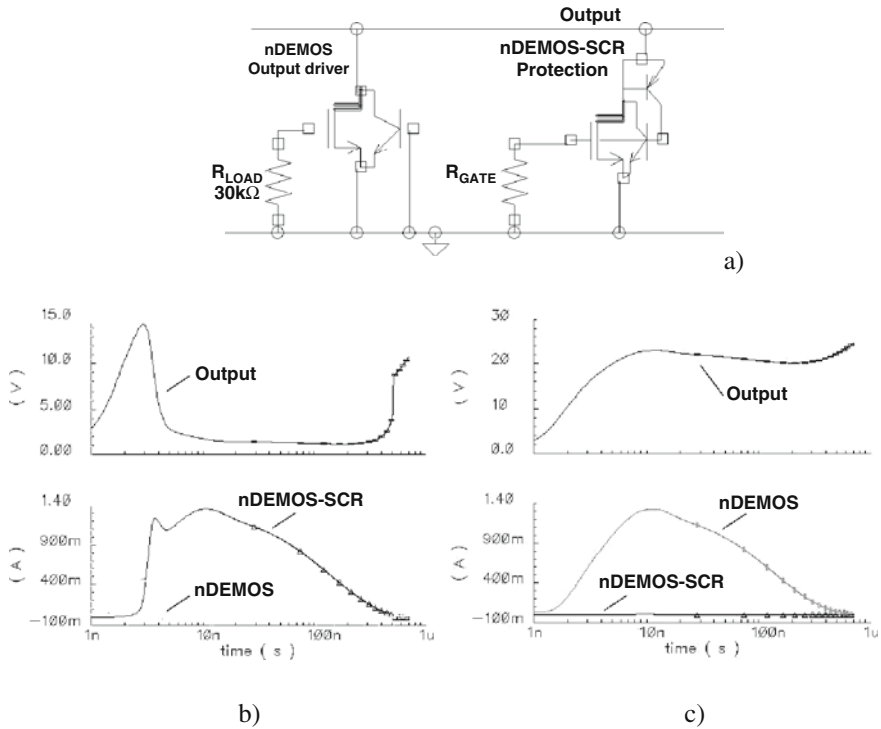 Output
nDEMOS
Output driver
nDEMOS-SCR
Protection
RLOAD
30kΩ
RGATE
a)
15.0
10.0
5.00
0.00
( V )
Output
1.40
900m
400m
-100m
( A )
nDEMOS-SCR
nDEMOS
1n
10n
100n
1u
time ( s )
b)
30
20
10
0.0
( V )
Output
1.40
900m
400m
-100m
( A )
nDEMOS
nDEMOS-SCR
1n
10n
100n
1u
time ( s )
c)